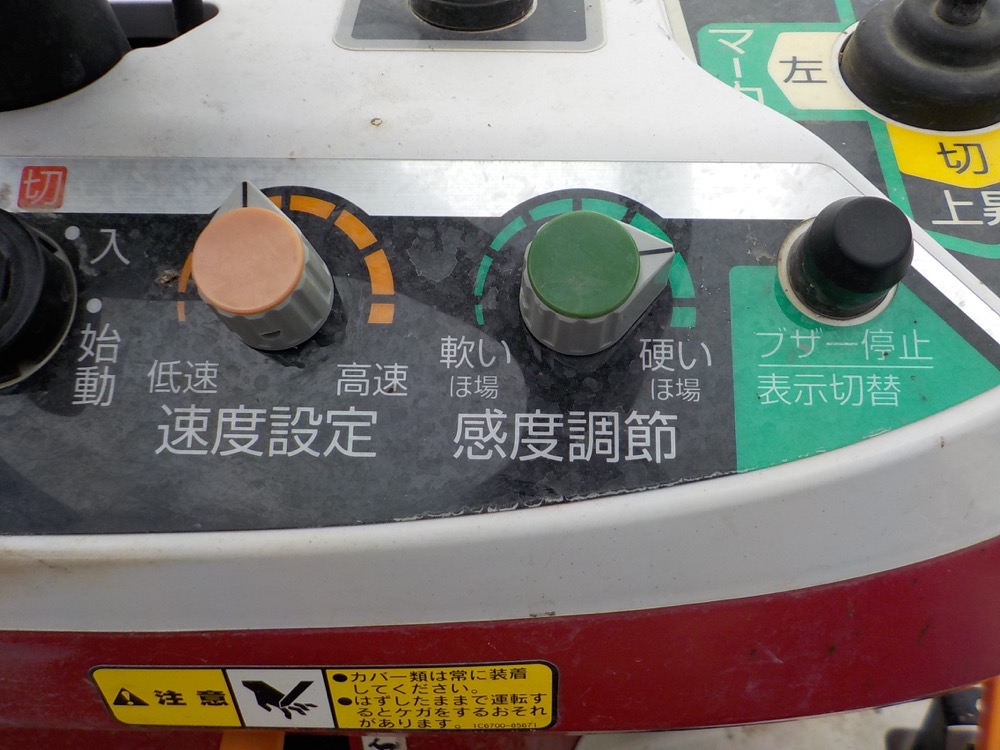 マーカ
左
切
上昇
切
入
始動
低速
高速
速度設定
軟い
ほ場
硬い
ほ場
感度調節
ブザー停止
表示切替
注意
●カバー類は常に装着
してください。
●はずしたままで運転す
るとケガをするおそれ
があります。
1C6700-85671